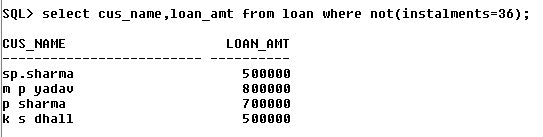 SQL> select cus_name,loan_amt from loan where not(instalments=36);
CUS_NAME LOAN_AMT
------------------------- ----------
sp.sharma 500000
m p yadav 800000
p sharma 700000
k s dhall 500000